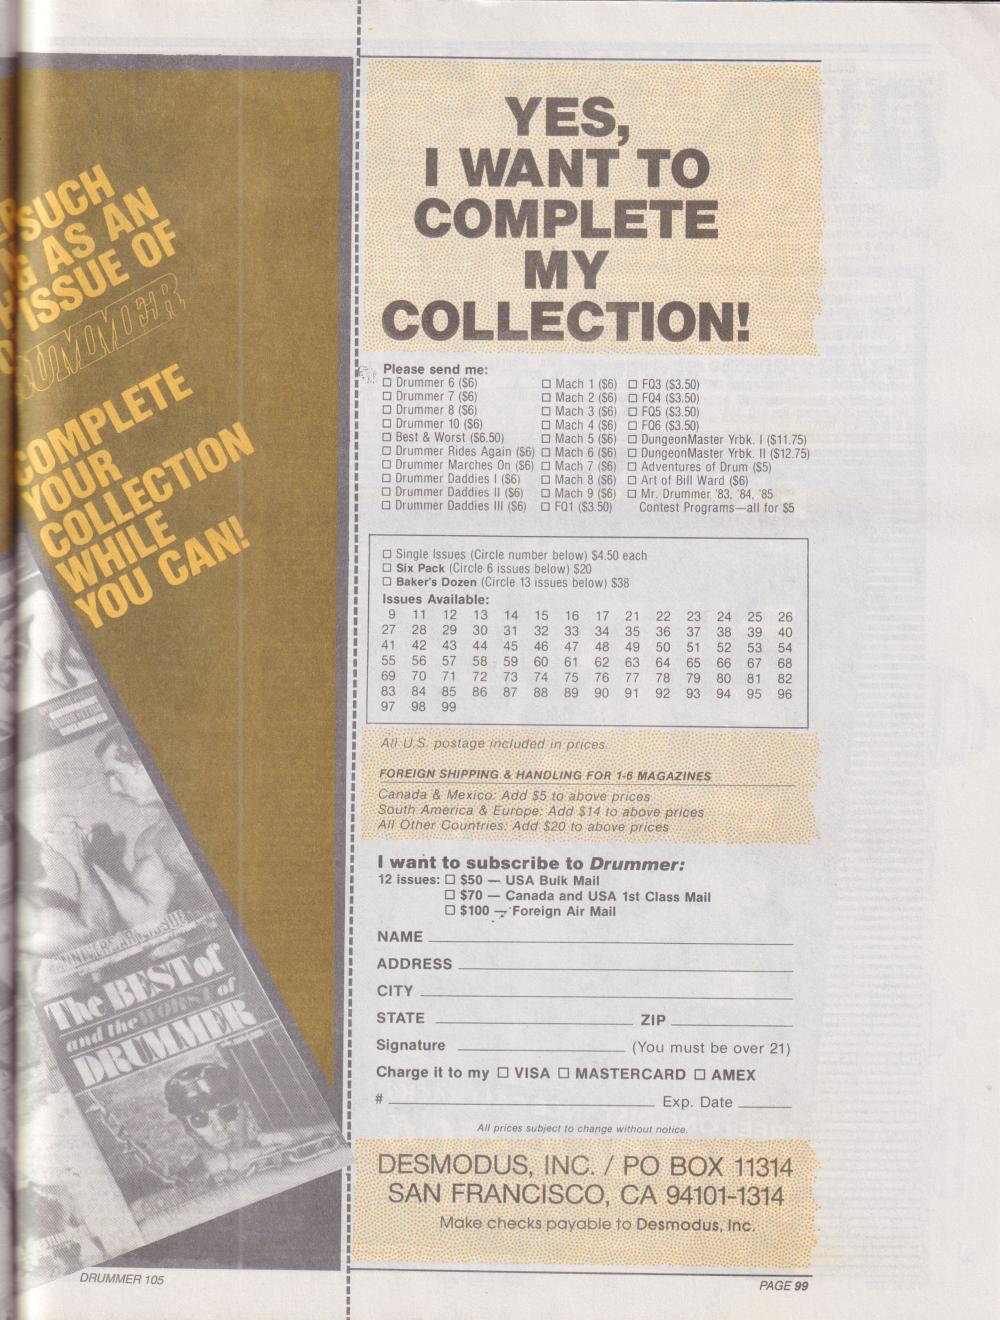 SUCH
AS AN
ISSUE OF
COMPLETE
YOUR
COLLECTION
WHILE
YOU CAN!
ANNIVERSARY ISSUE
The BEST of
and the WORST of
DRUMMER
DRUMMER 105
YES,
I WANT TO
COMPLETE
MY
COLLECTION!
Please send me:
☐ Drummer 6 ($6) ☐ Mach 1 ($6) ☐ FQ3 ($3.50)
☐ Drummer 7 ($6) ☐ Mach 2 ($6) ☐ FQ4 ($3.50)
☐ Drummer 8 ($6) ☐ Mach 3 ($6) ☐ FQ5 ($3.50)
☐ Drummer 10 ($6) ☐ Mach 4 ($6) ☐ FQ6 ($3.50)
☐ Best & Worst ($6.50) ☐ Mach 5 ($6) ☐ DungeonMaster Yrbk. I ($11.75)
☐ Drummer Rides Again ($6) ☐ Mach 6 ($6) ☐ DungeonMaster Yrbk. II ($12.75)
☐ Drummer Marches On ($6) ☐ Mach 7 ($6) ☐ Adventures of Drum ($5)
☐ Drummer Daddies I ($6) ☐ Mach 8 ($6) ☐ Art of Bill Ward ($6)
☐ Drummer Daddies II ($6) ☐ Mach 9 ($6) ☐ Mr. Drummer '83, '84, '85
☐ Drummer Daddies III ($6) ☐ FQ1 ($3.50) Contest Programs—all for $5
☐ Single Issues (Circle number below) $4.50 each
☐ Six Pack (Circle 6 issues below) $20
☐ Baker's Dozen (Circle 13 issues below) $38
Issues Available:
9 11 12 13 14 15 16 17 21 22 23 24 25 26
27 28 29 30 31 32 33 34 35 36 37 38 39 40
41 42 43 44 45 46 47 48 49 50 51 52 53 54
55 56 57 58 59 60 61 62 63 64 65 66 67 68
69 70 71 72 73 74 75 76 77 78 79 80 81 82
83 84 85 86 87 88 89 90 91 92 93 94 95 96
97 98 99
All U.S. postage included in prices.
FOREIGN SHIPPING & HANDLING FOR 1-6 MAGAZINES
Canada & Mexico: Add $5 to above prices
South America & Europe: Add $14 to above prices
All Other Countries: Add $20 to above prices
I want to subscribe to Drummer:
12 issues: ☐ $50 — USA Bulk Mail
☐ $70 — Canada and USA 1st Class Mail
☐ $100 — Foreign Air Mail
NAME
ADDRESS
CITY
STATE ZIP
Signature (You must be over 21)
Charge it to my ☐ VISA ☐ MASTERCARD ☐ AMEX
# Exp. Date
All prices subject to change without notice.
DESMODUS, INC. / PO BOX 11314
SAN FRANCISCO, CA 94101-1314
Make checks payable to Desmodus, Inc.
PAGE 99